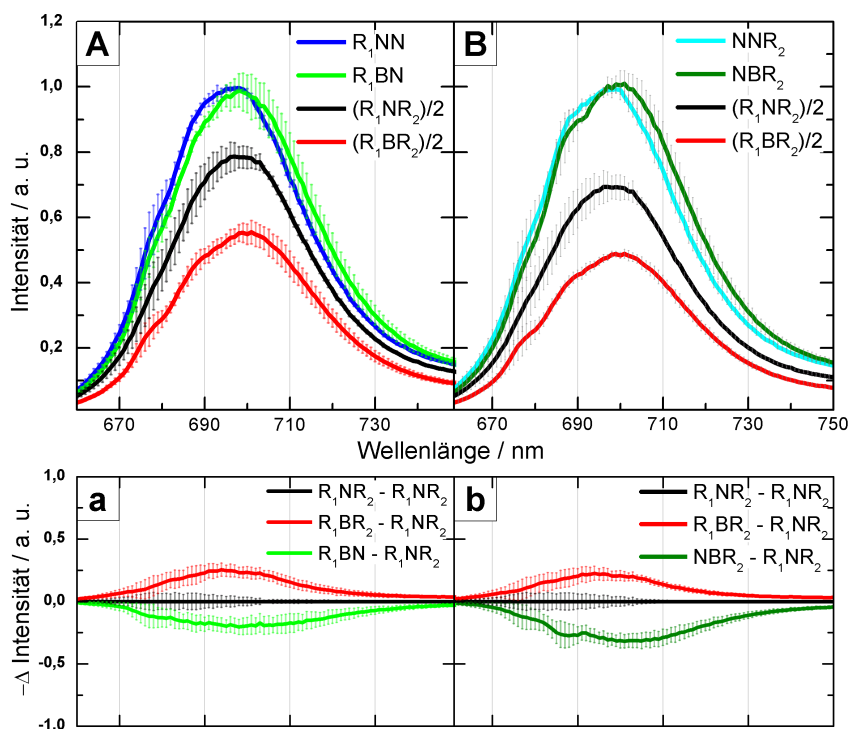 1,2
1,0
0,8
0,6
0,4
0,2
Intensität / a. u.
A
R₁NN
R₁BN
(R₁NR₂)/2
(R₁BR₂)/2
B
NNR₂
NBR₂
(R₁NR₂)/2
(R₁BR₂)/2
670 690 710 730 670 690 710 730 750
Wellenlänge / nm
1,0
0,5
0,0
-0,5
-1,0
−Δ Intensität / a. u.
a
R₁NR₂ - R₁NR₂
R₁BR₂ - R₁NR₂
R₁BN - R₁NR₂
b
R₁NR₂ - R₁NR₂
R₁BR₂ - R₁NR₂
NBR₂ - R₁NR₂